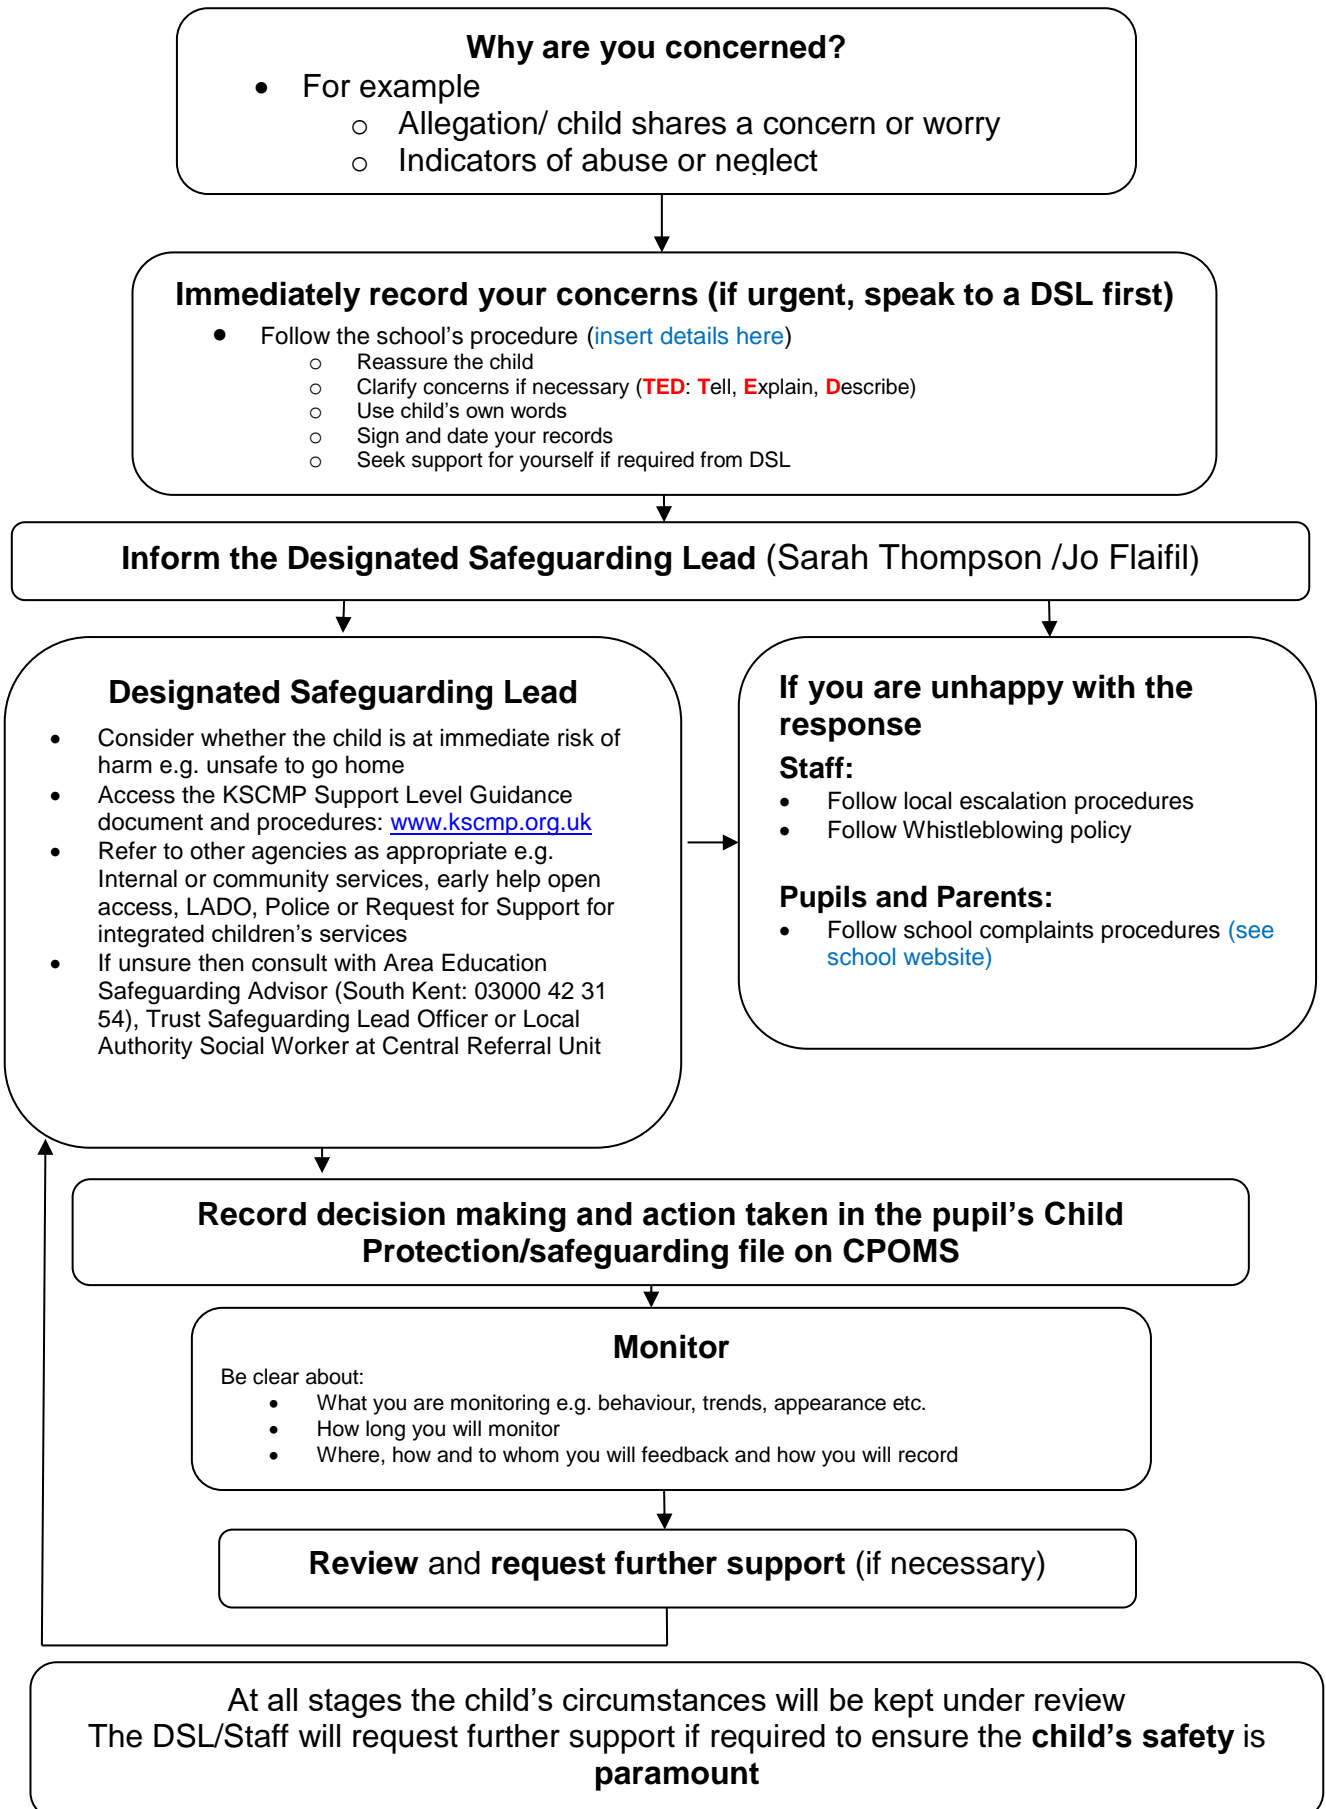 Why are you concerned?
• For example
o Allegation/ child shares a concern or worry
o Indicators of abuse or neglect
Immediately record your concerns (if urgent, speak to a DSL first)
• Follow the school's procedure (insert details here)
o Reassure the child
o Clarify concerns if necessary (TED: Tell, Explain, Describe)
o Use child's own words
o Sign and date your records
o Seek support for yourself if required from DSL
Inform the Designated Safeguarding Lead (Sarah Thompson /Jo Flaifil)
Designated Safeguarding Lead
• Consider whether the child is at immediate risk of
harm e.g. unsafe to go home
• Access the KSCMP Support Level Guidance
document and procedures: www.kscmp.org.uk
• Refer to other agencies as appropriate e.g.
Internal or community services, early help open
access, LADO, Police or Request for Support for
integrated children's services
• If unsure then consult with Area Education
Safeguarding Advisor (South Kent: 03000 42 31
54), Trust Safeguarding Lead Officer or Local
Authority Social Worker at Central Referral Unit
If you are unhappy with the
response
Staff:
• Follow local escalation procedures
• Follow Whistleblowing policy
Pupils and Parents:
• Follow school complaints procedures (see
school website)
Record decision making and action taken in the pupil's Child
Protection/safeguarding file on CPOMS
Monitor
Be clear about:
• What you are monitoring e.g. behaviour, trends, appearance etc.
• How long you will monitor
• Where, how and to whom you will feedback and how you will record
Review and request further support (if necessary)
At all stages the child's circumstances will be kept under review
The DSL/Staff will request further support if required to ensure the child's safety is
paramount